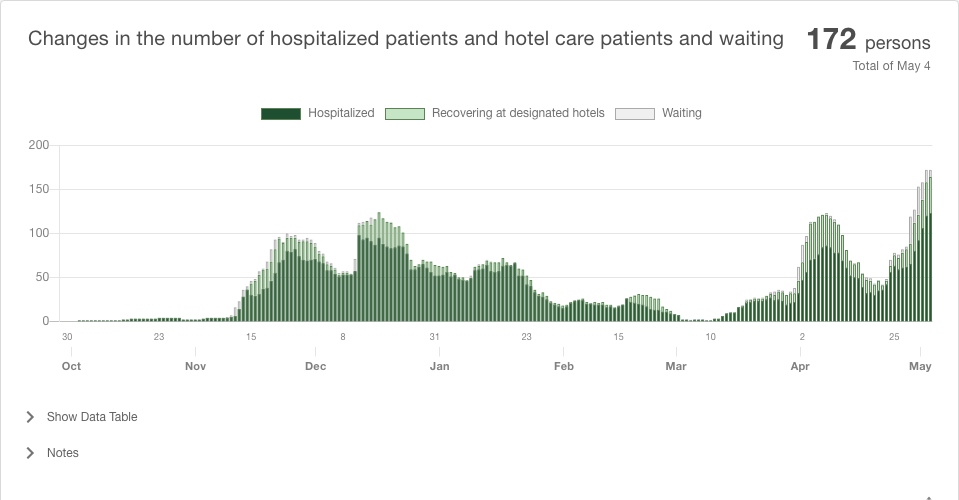 Changes in the number of hospitalized patients and hotel care patients and waiting
172 persons
Total of May 4
Hospitalized Recovering at designated hotels Waiting
200
150
100
50
0
30 23 15 8 31 23 15 10 2 25
Oct Nov Dec Jan Feb Mar Apr May
Show Data Table
Notes